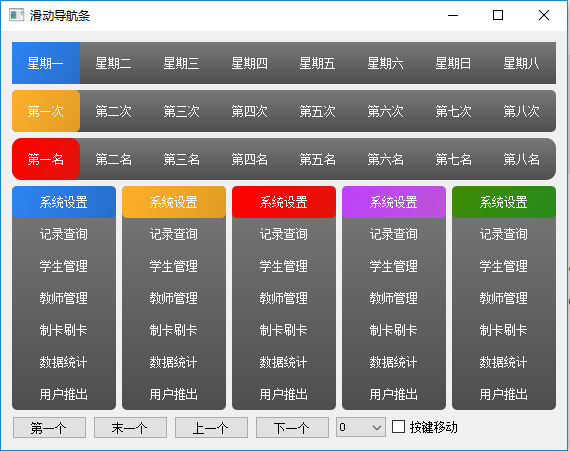 滑动导航条
星期一 星期二 星期三 星期四 星期五 星期六 星期日 星期八
第一次 第二次 第三次 第四次 第五次 第六次 第七次 第八次
第一名 第二名 第三名 第四名 第五名 第六名 第七名 第八名
系统设置 系统设置 系统设置 系统设置 系统设置
记录查询 记录查询 记录查询 记录查询 记录查询
学生管理 学生管理 学生管理 学生管理 学生管理
教师管理 教师管理 教师管理 教师管理 教师管理
制卡刷卡 制卡刷卡 制卡刷卡 制卡刷卡 制卡刷卡
数据统计 数据统计 数据统计 数据统计 数据统计
用户推出 用户推出 用户推出 用户推出 用户推出
第一个 末一个 上一个 下一个 0 按键移动